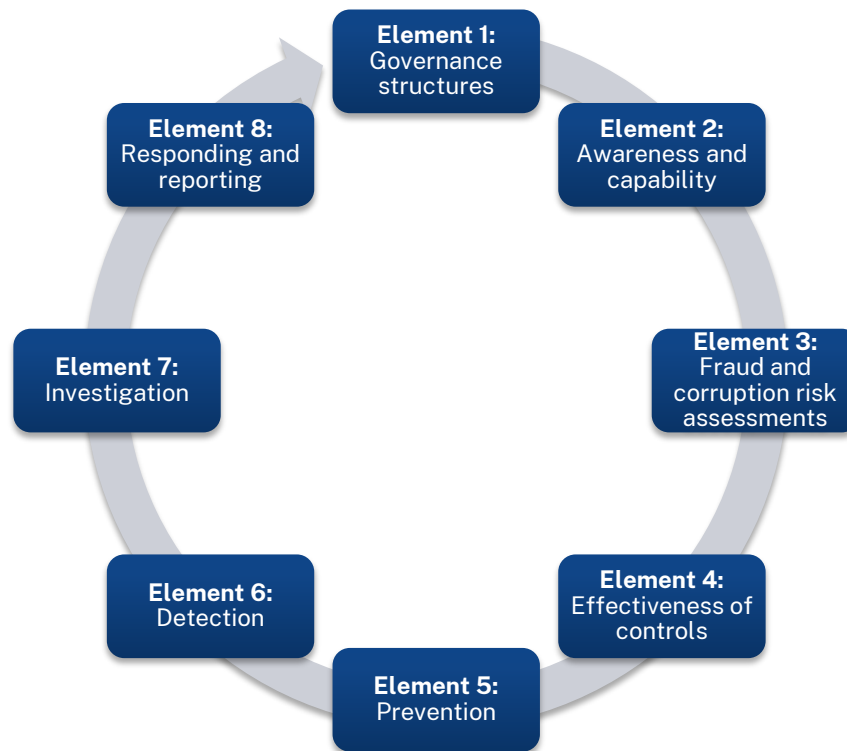 Element 1:
Governance
structures
Element 2:
Awareness and
capability
Element 3:
Fraud and
corruption risk
assessments
Element 4:
Effectiveness of
controls
Element 5:
Prevention
Element 6:
Detection
Element 7:
Investigation
Element 8:
Responding and
reporting